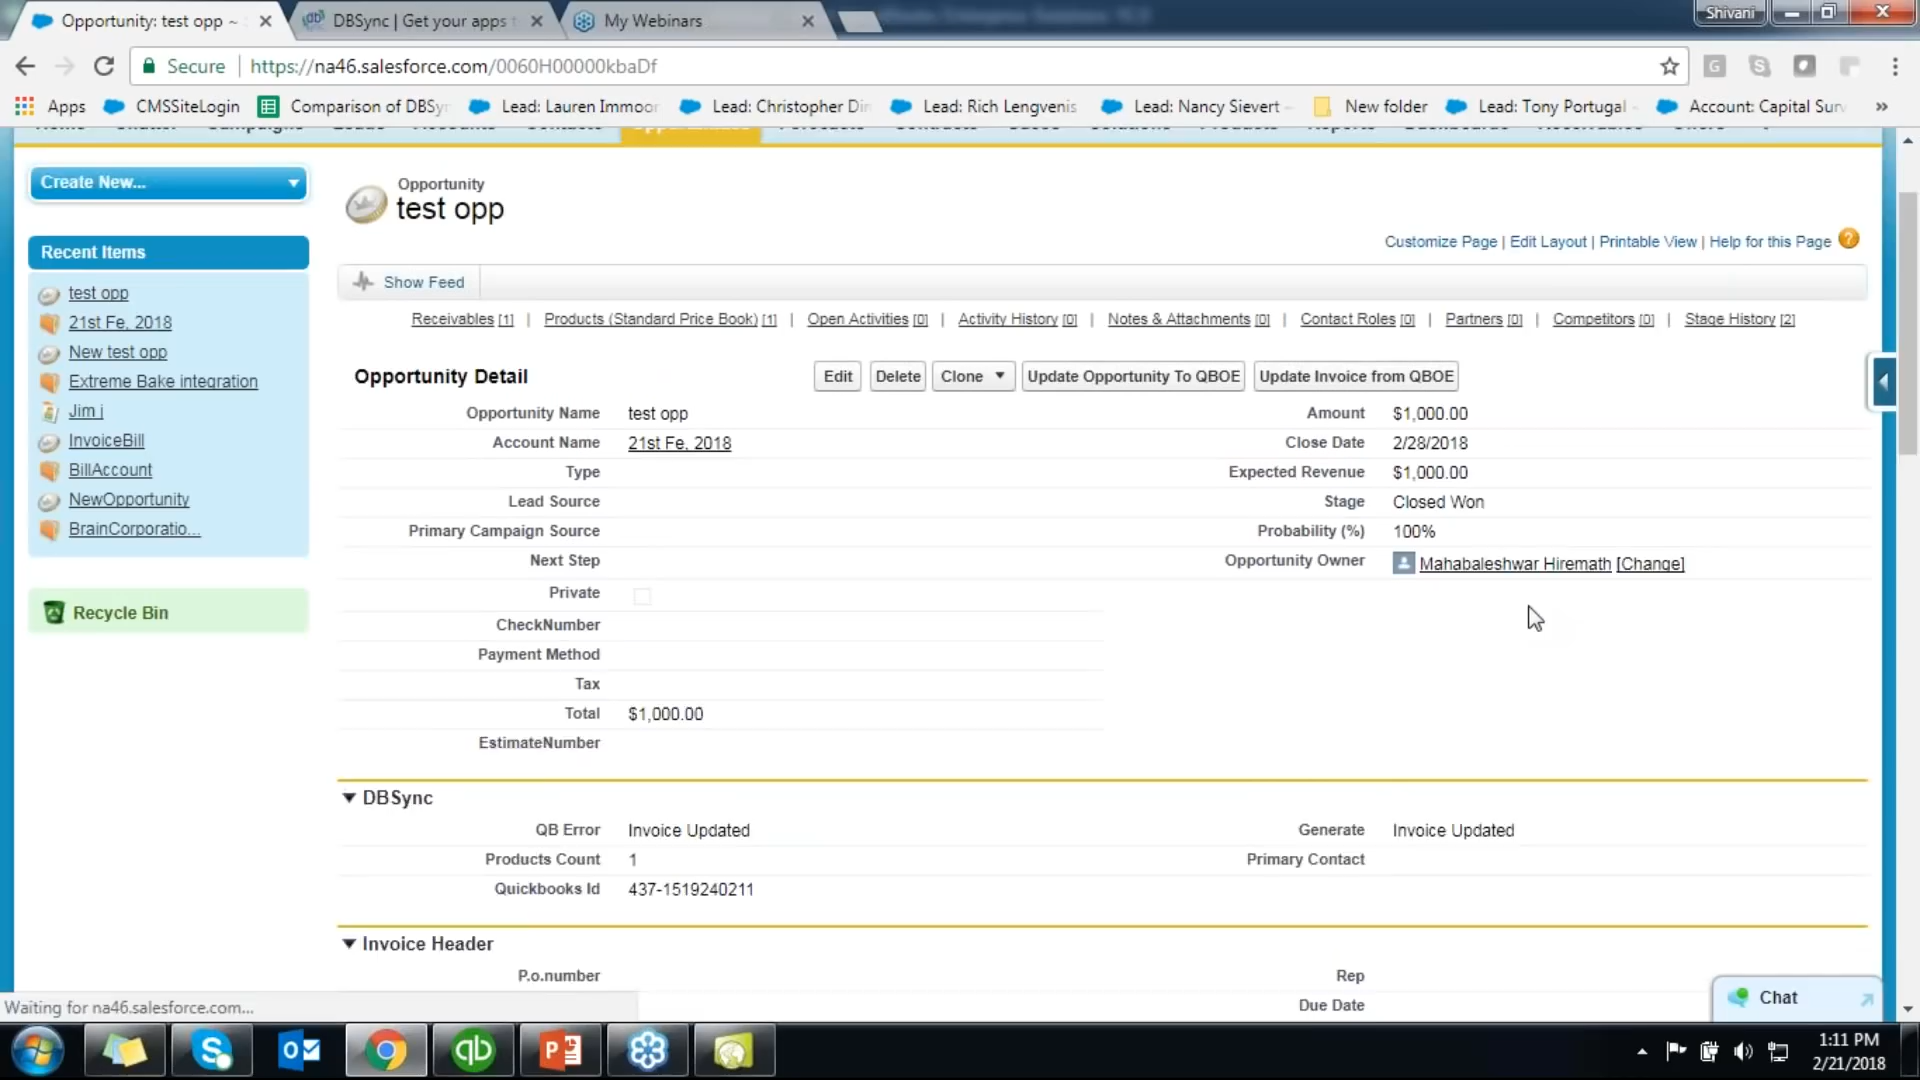 Opportunity: test opp ~
DBSync | Get your apps t
My Webinars
Shivani
Secure
https://na46.salesforce.com/0060H00000kbaDf
Apps
CMSSiteLogin
Comparison of DBSyn
Lead: Lauren Immoor
Lead: Christopher Din
Lead: Rich Lengvenis
Lead: Nancy Sievert ~
New folder
Lead: Tony Portugal ~
Account: Capital Surv
»
Create New...
Opportunity
test opp
Customize Page | Edit Layout | Printable View | Help for this Page ?
Recent Items
test opp
21st Fe, 2018
New test opp
Extreme Bake integration
Jim j
InvoiceBill
BillAccount
NewOpportunity
BrainCorporatio...
Recycle Bin
Show Feed
Receivables [1] | Products (Standard Price Book) [1] | Open Activities [0] | Activity History [0] | Notes & Attachments [0] | Contact Roles [0] | Partners [0] | Competitors [0] | Stage History [2]
Opportunity Detail
Edit Delete Clone Update Opportunity To QBOE Update Invoice from QBOE
Opportunity Name test opp Amount $1,000.00
Account Name 21st Fe, 2018 Close Date 2/28/2018
Type Expected Revenue $1,000.00
Lead Source Stage Closed Won
Primary Campaign Source Probability (%) 100%
Next Step Opportunity Owner Mahabaleshwar Hiremath [Change]
Private
CheckNumber
Payment Method
Tax
Total $1,000.00
EstimateNumber
DBSync
QB Error Invoice Updated Generate Invoice Updated
Products Count 1 Primary Contact
Quickbooks Id 437-1519240211
Invoice Header
P.o.number Rep
Due Date
Waiting for na46.salesforce.com...
Chat
1:11 PM
2/21/2018